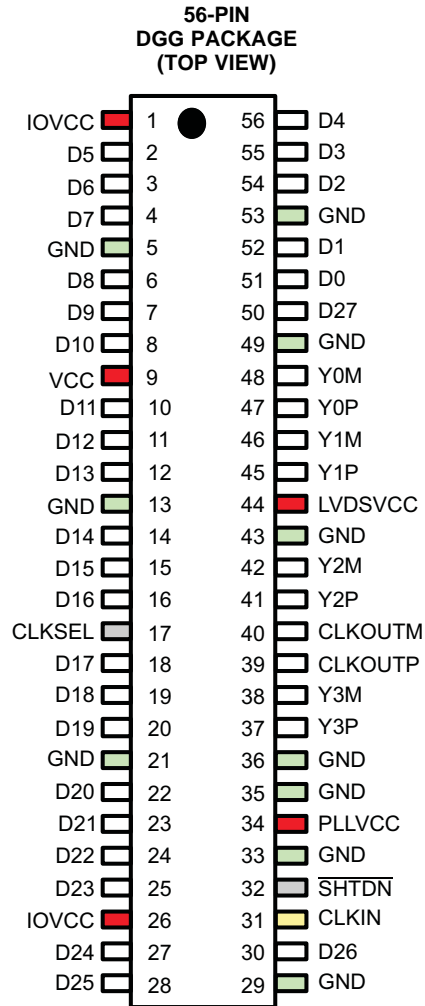 56-PIN
DGG PACKAGE
(TOP VIEW)
IOVCC 1 56 D4
D5 2 55 D3
D6 3 54 D2
D7 4 53 GND
GND 5 52 D1
D8 6 51 D0
D9 7 50 D27
D10 8 49 GND
VCC 9 48 Y0M
D11 10 47 Y0P
D12 11 46 Y1M
D13 12 45 Y1P
GND 13 44 LVDSVCC
D14 14 43 GND
D15 15 42 Y2M
D16 16 41 Y2P
CLKSEL 17 40 CLKOUTM
D17 18 39 CLKOUTP
D18 19 38 Y3M
D19 20 37 Y3P
GND 21 36 GND
D20 22 35 GND
D21 23 34 PLLVCC
D22 24 33 GND
D23 25 32 SHTDN
IOVCC 26 31 CLKIN
D24 27 30 D26
D25 28 29 GND